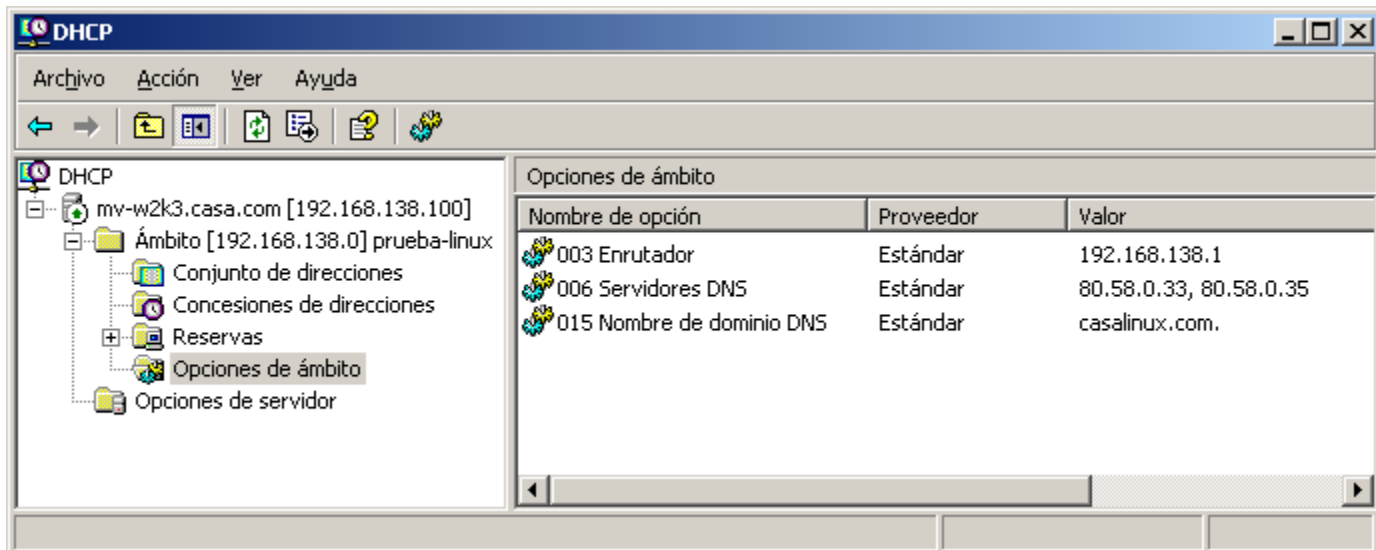 DHCP
Archivo Acción Ver Ayuda
DHCP
mv-w2k3.casa.com [192.168.138.100]
Ámbito [192.168.138.0] prueba-linux
Conjunto de direcciones
Concesiones de direcciones
Reservas
Opciones de ámbito
Opciones de servidor
Opciones de ámbito
Nombre de opción Proveedor Valor
003 Enrutador Estándar 192.168.138.1
006 Servidores DNS Estándar 80.58.0.33, 80.58.0.35
015 Nombre de dominio DNS Estándar casalinux.com.